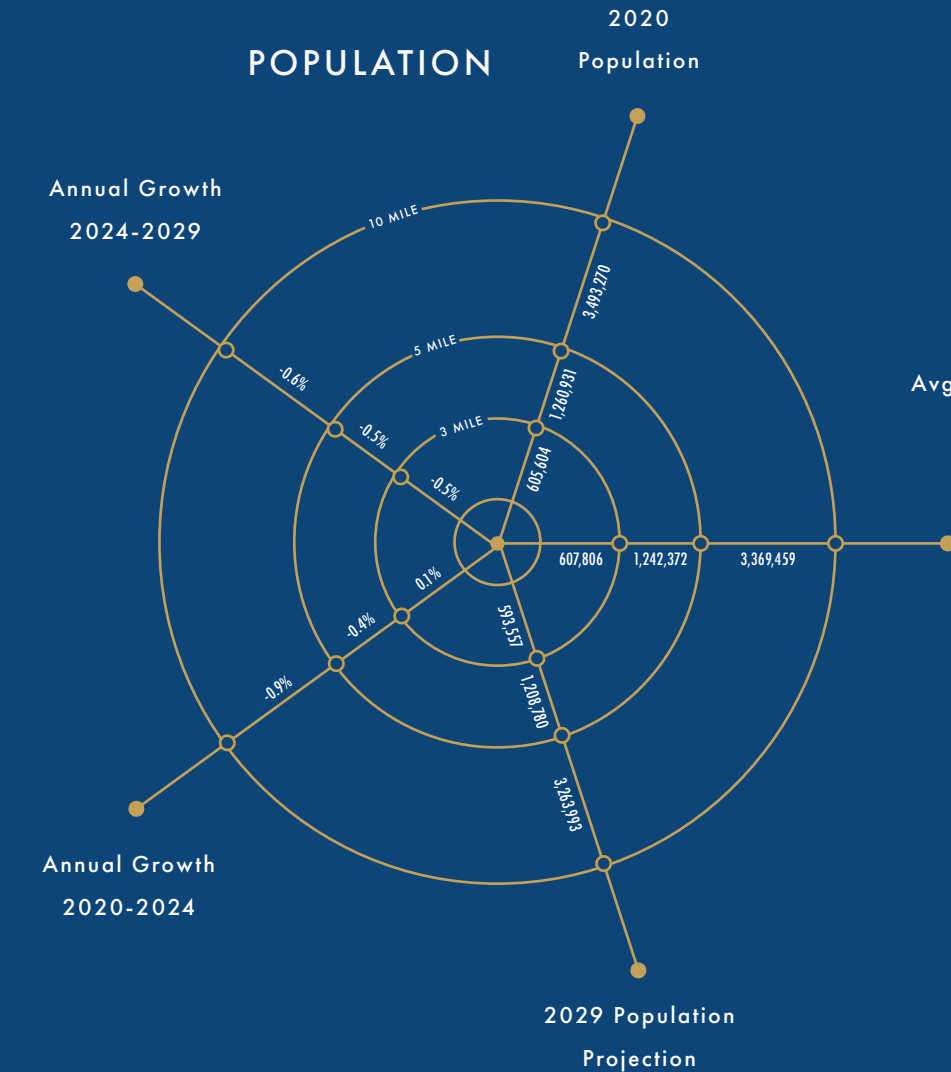 2020
Population
POPULATION
Annual Growth
2024-2029
10 MILE
5 MILE
3 MILE
3,493,270
1,260,931
605,604
-0.6%
-0.5%
-0.5%
Avg
607,806
1,242,372
3,369,459
0.1%
-0.4%
-0.9%
593,557
1,208,780
3,263,993
Annual Growth
2020-2024
2029 Population
Projection